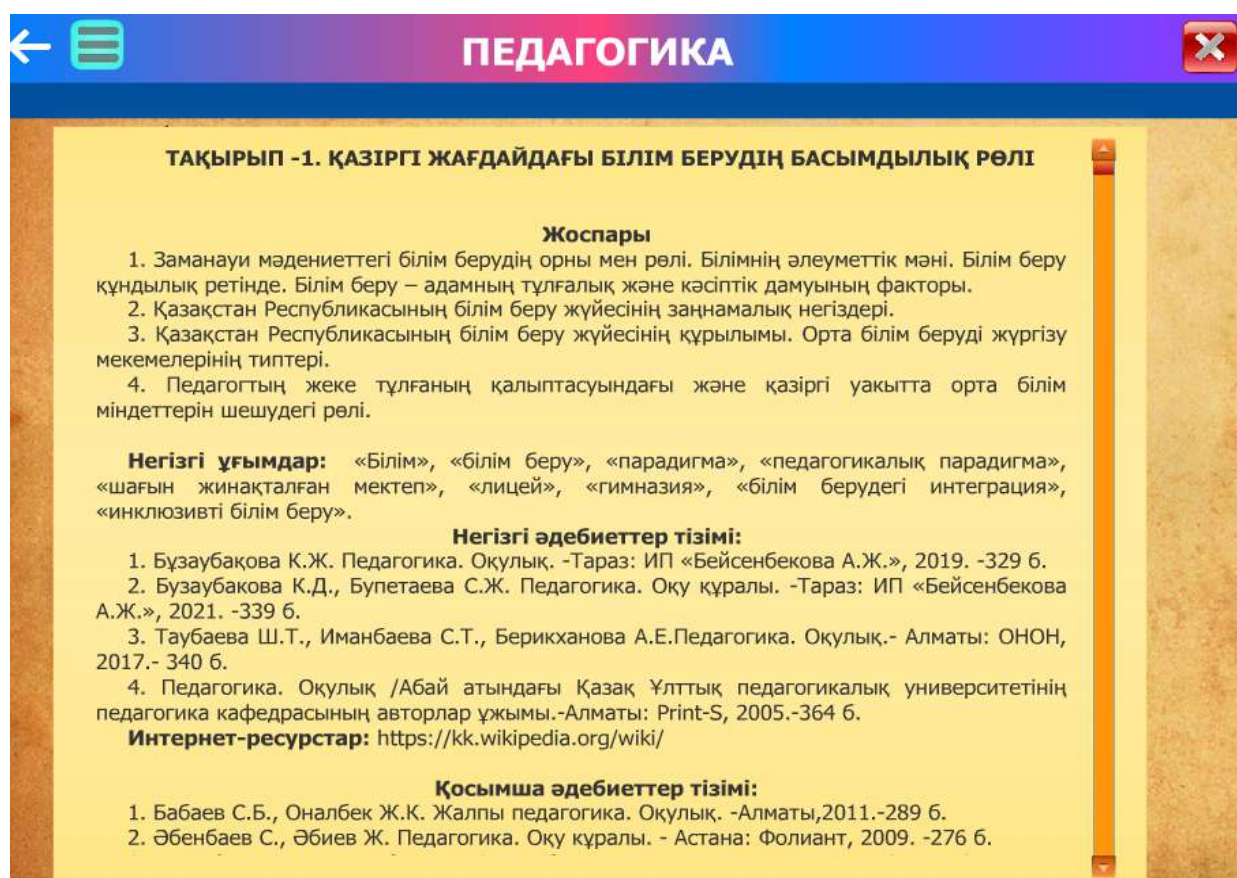 ПЕДАГОГИКА
ТАҚЫРЫП -1. ҚАЗІРГІ ЖАҒДАЙДАҒЫ БІЛІМ БЕРУДІҢ БАСЫМДЫЛЫҚ РӨЛІ
Жоспары
1. Заманауи мәдениеттегі білім берудің орны мен рөлі. Білімнің әлеуметтік мәні. Білім беру
құндылық ретінде. Білім беру – адамның тұлғалық және кәсіптік дамуының факторы.
2. Қазақстан Республикасының білім беру жүйесінің заңнамалық негіздері.
3. Қазақстан Республикасының білім беру жүйесінің құрылымы. Орта білім беруді жүргізу
мекемелерінің типтері.
4. Педагогтың жеке тұлғаның қалыптасуындағы және қазіргі уакытта орта білім
міндеттерін шешудегі рөлі.
Негізгі ұғымдар: «Білім», «білім беру», «парадигма», «педагогикалық парадигма»,
«шағын жинақталған мектеп», «лицей», «гимназия», «білім берудегі интеграция»,
«инклюзивті білім беру».
Негізгі әдебиеттер тізімі:
1. Бұзаубақова К.Ж. Педагогика. Оқулық. -Тараз: ИП «Бейсенбекова А.Ж.», 2019. -329 б.
2. Бузаубакова К.Д., Бупетаева С.Ж. Педагогика. Оқу құралы. -Тараз: ИП «Бейсенбекова
А.Ж.», 2021. -339 б.
3. Таубаева Ш.Т., Иманбаева С.Т., Берикханова А.Е.Педагогика. Оқулық.- Алматы: ОНОН,
2017.- 340 б.
4. Педагогика. Оқулық /Абай атындағы Қазақ Ұлттық педагогикалық университетінің
педагогика кафедрасының авторлар ұжымы.-Алматы: Print-S, 2005.-364 б.
Интернет-ресурстар: https://kk.wikipedia.org/wiki/
Қосымша әдебиеттер тізімі:
1. Бабаев С.Б., Оналбек Ж.К. Жалпы педагогика. Оқулық. -Алматы,2011.-289 б.
2. Әбенбаев С., Әбиев Ж. Педагогика. Оқу құралы. - Астана: Фолиант, 2009. -276 б.